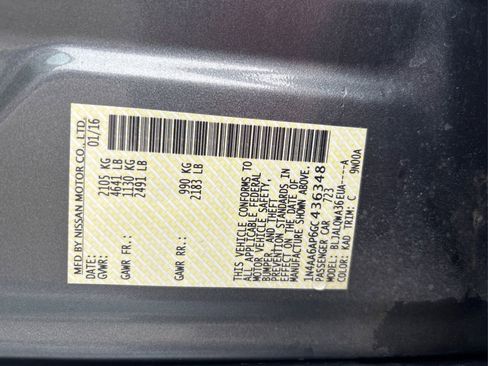 MFD BY NISSAN MOTOR CO., LTD.
DATE: 01/16
GVWR: 2105 KG
4641 LB
GAWR FR.: 1130 KG
2491 LB
GAWR RR.: 990 KG
2183 LB
THIS VEHICLE CONFORMS TO
ALL APPLICABLE FEDERAL
MOTOR VEHICLE SAFETY,
BUMPER, AND THEFT
PREVENTION STANDARDS IN
EFFECT ON THE DATE OF
MANUFACTURE SHOWN ABOVE.
1N4AA6AP6GC436348
PASSENGER CAR 723
MODEL: A
COLOR: KAD TRIM: C 9N00A